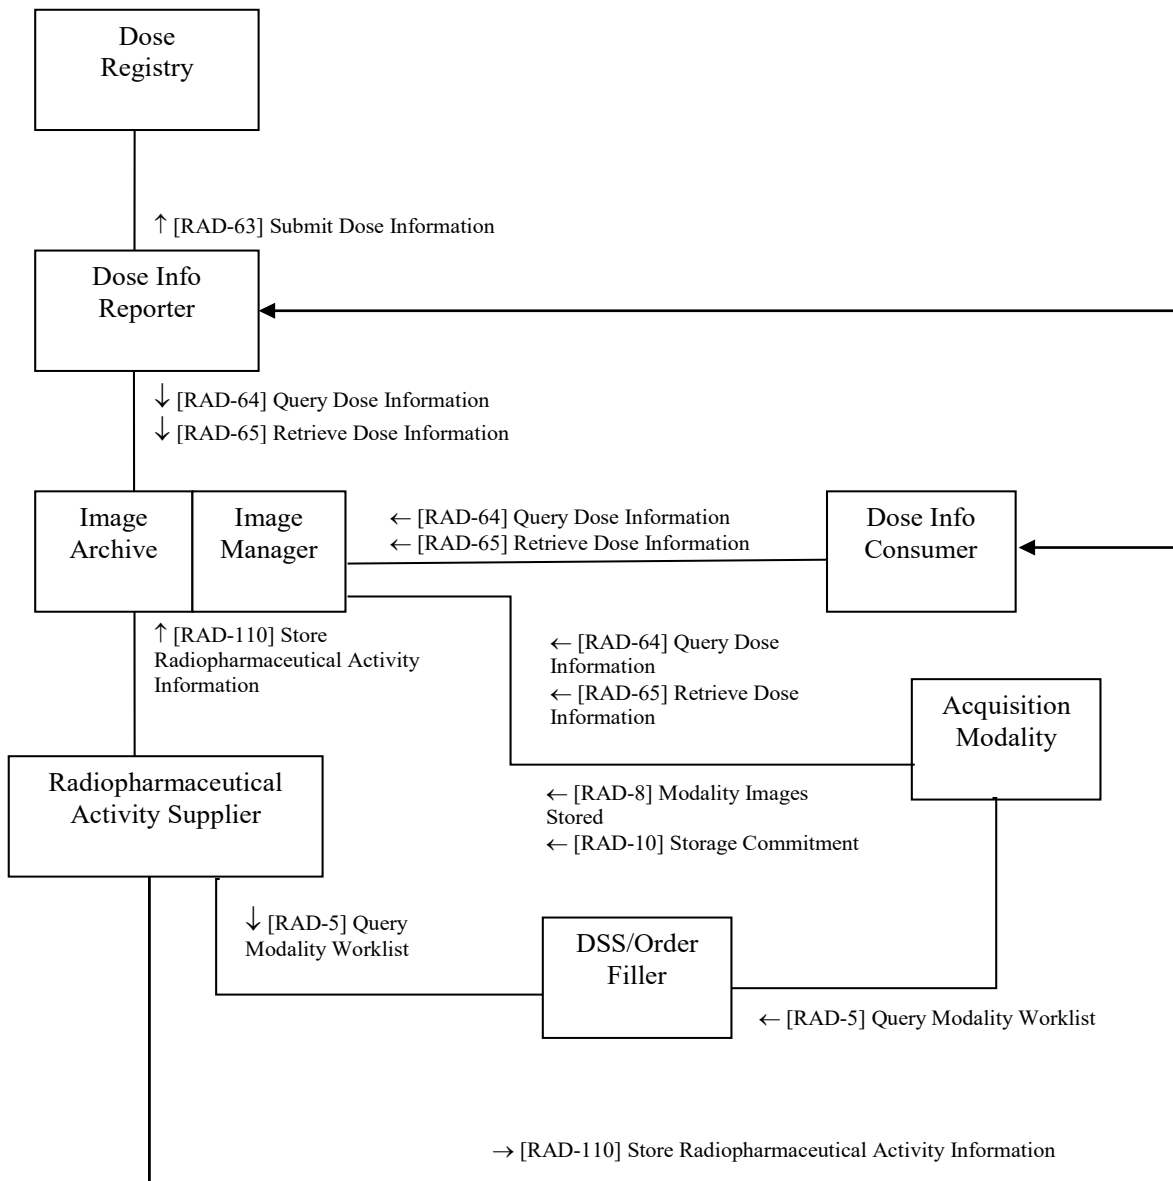 Dose
Registry
↑ [RAD-63] Submit Dose Information
Dose Info
Reporter
↓ [RAD-64] Query Dose Information
↓ [RAD-65] Retrieve Dose Information
Image
Archive
Image
Manager
← [RAD-64] Query Dose Information
← [RAD-65] Retrieve Dose Information
Dose Info
Consumer
↑ [RAD-110] Store
Radiopharmaceutical Activity
Information
← [RAD-64] Query Dose
Information
← [RAD-65] Retrieve Dose
Information
Acquisition
Modality
Radiopharmaceutical
Activity Supplier
← [RAD-8] Modality Images
Stored
← [RAD-10] Storage Commitment
↓ [RAD-5] Query
Modality Worklist
DSS/Order
Filler
← [RAD-5] Query Modality Worklist
→ [RAD-110] Store Radiopharmaceutical Activity Information